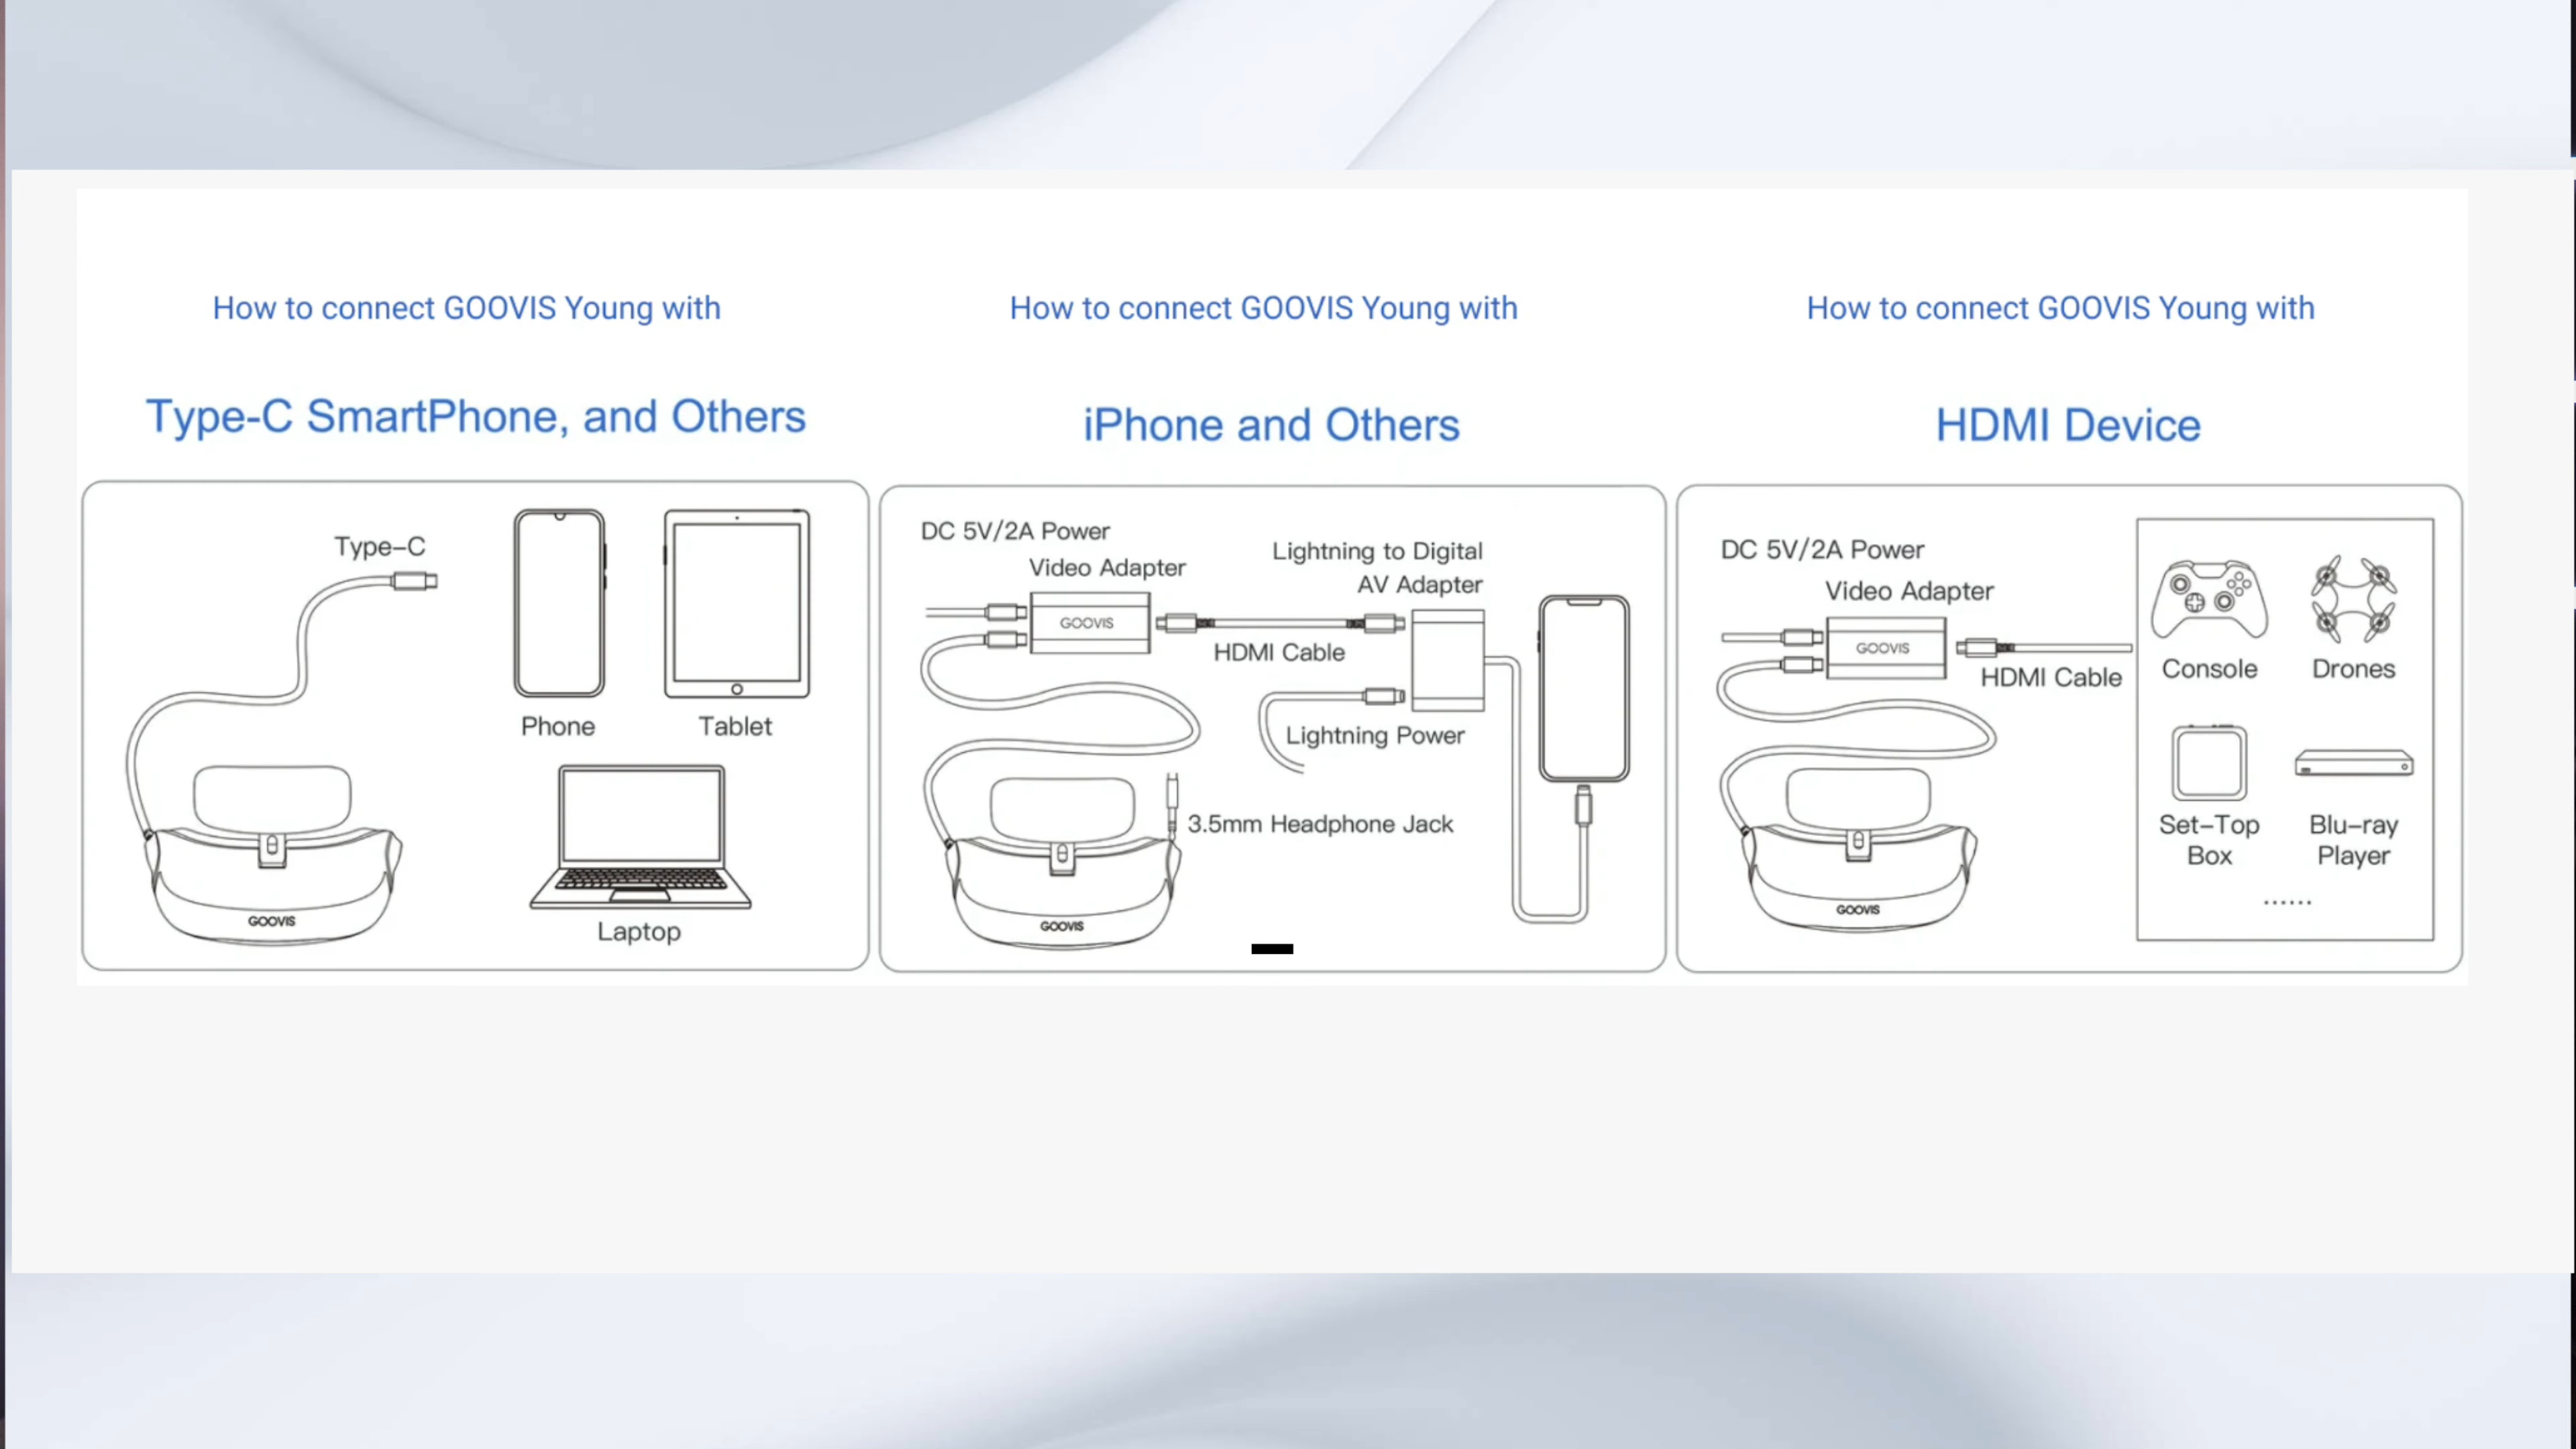 How to connect GOOVIS Young with
Type-C SmartPhone, and Others
Type-C
Phone
Tablet
GOOVIS
Laptop
How to connect GOOVIS Young with
iPhone and Others
DC 5V/2A Power
Video Adapter
Lightning to Digital
AV Adapter
GOOVIS
HDMI Cable
Lightning Power
3.5mm Headphone Jack
GOOVIS
How to connect GOOVIS Young with
HDMI Device
DC 5V/2A Power
Video Adapter
GOOVIS
HDMI Cable
Console
Drones
Set-Top
Box
Blu-ray
Player
......
GOOVIS